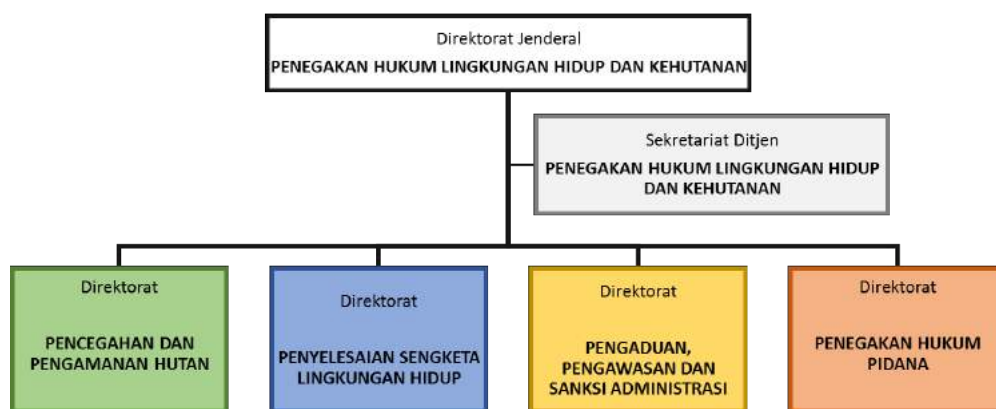 Direktorat Jenderal
PENEGAKAN HUKUM LINGKUNGAN HIDUP DAN KEHUTANAN
Sekretariat Ditjen
PENEGAKAN HUKUM LINGKUNGAN HIDUP
DAN KEHUTANAN
Direktorat
PENCEGAHAN DAN
PENGAMANAN HUTAN
Direktorat
PENYELESAIAN SENGKETA
LINGKUNGAN HIDUP
Direktorat
PENGADUAN,
PENGAWASAN DAN
SANKSI ADMINISTRASI
Direktorat
PENEGAKAN HUKUM
PIDANA